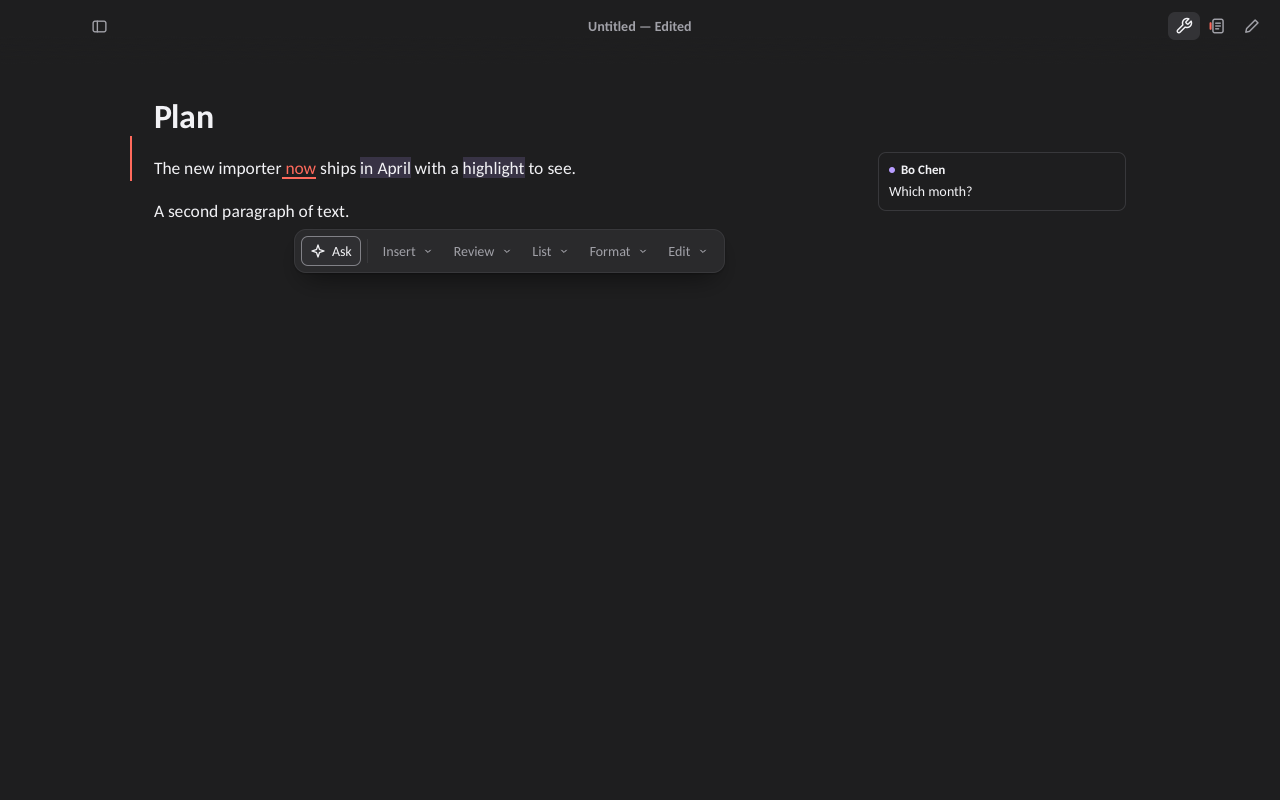 Untitled — Edited
Plan
The new importer now ships in April with a highlight to see.
Bo Chen
Which month?
A second paragraph of text.
Ask Insert Review List Format Edit